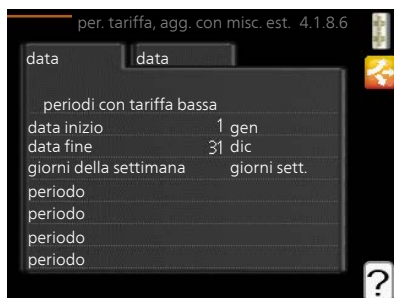 per. tariffa, agg. con misc. est. 4.1.8.6
data data
periodi con tariffa bassa
data inizio 1 gen
data fine 31 dic
giorni della settimana giorni sett.
periodo
periodo
periodo
periodo
?